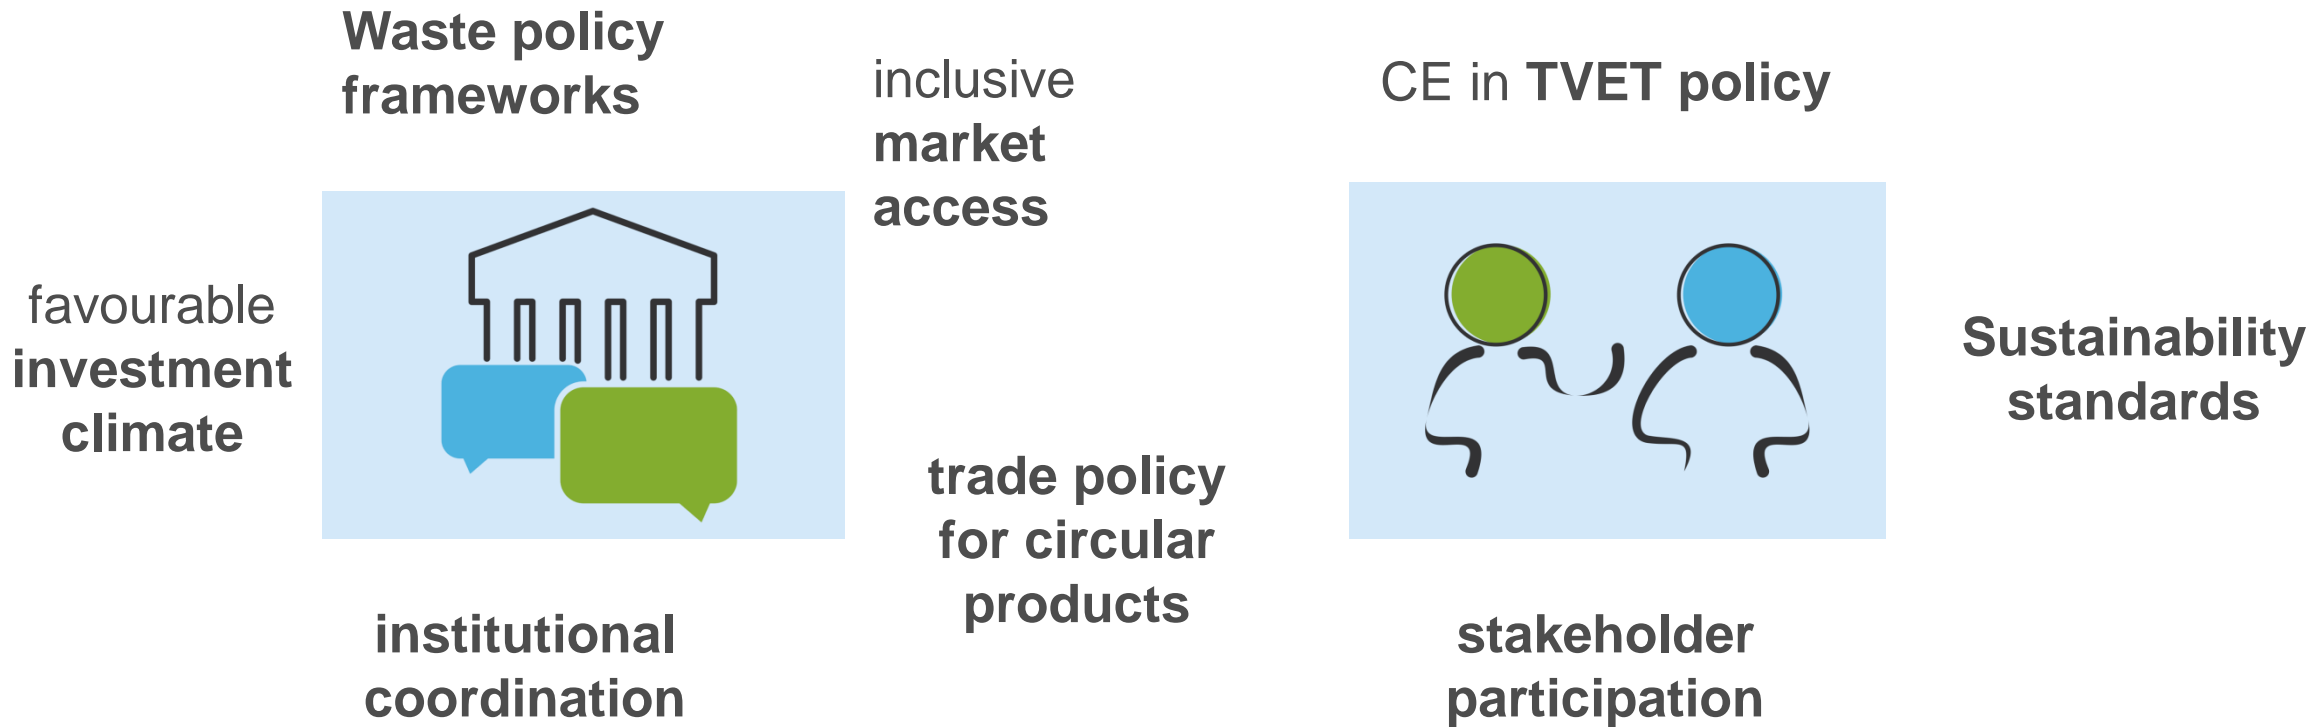 Waste policy
frameworks
inclusive
market
access
CE in TVET policy
favourable
investment
climate
Sustainability
standards
trade policy
for circular
products
institutional
coordination
stakeholder
participation